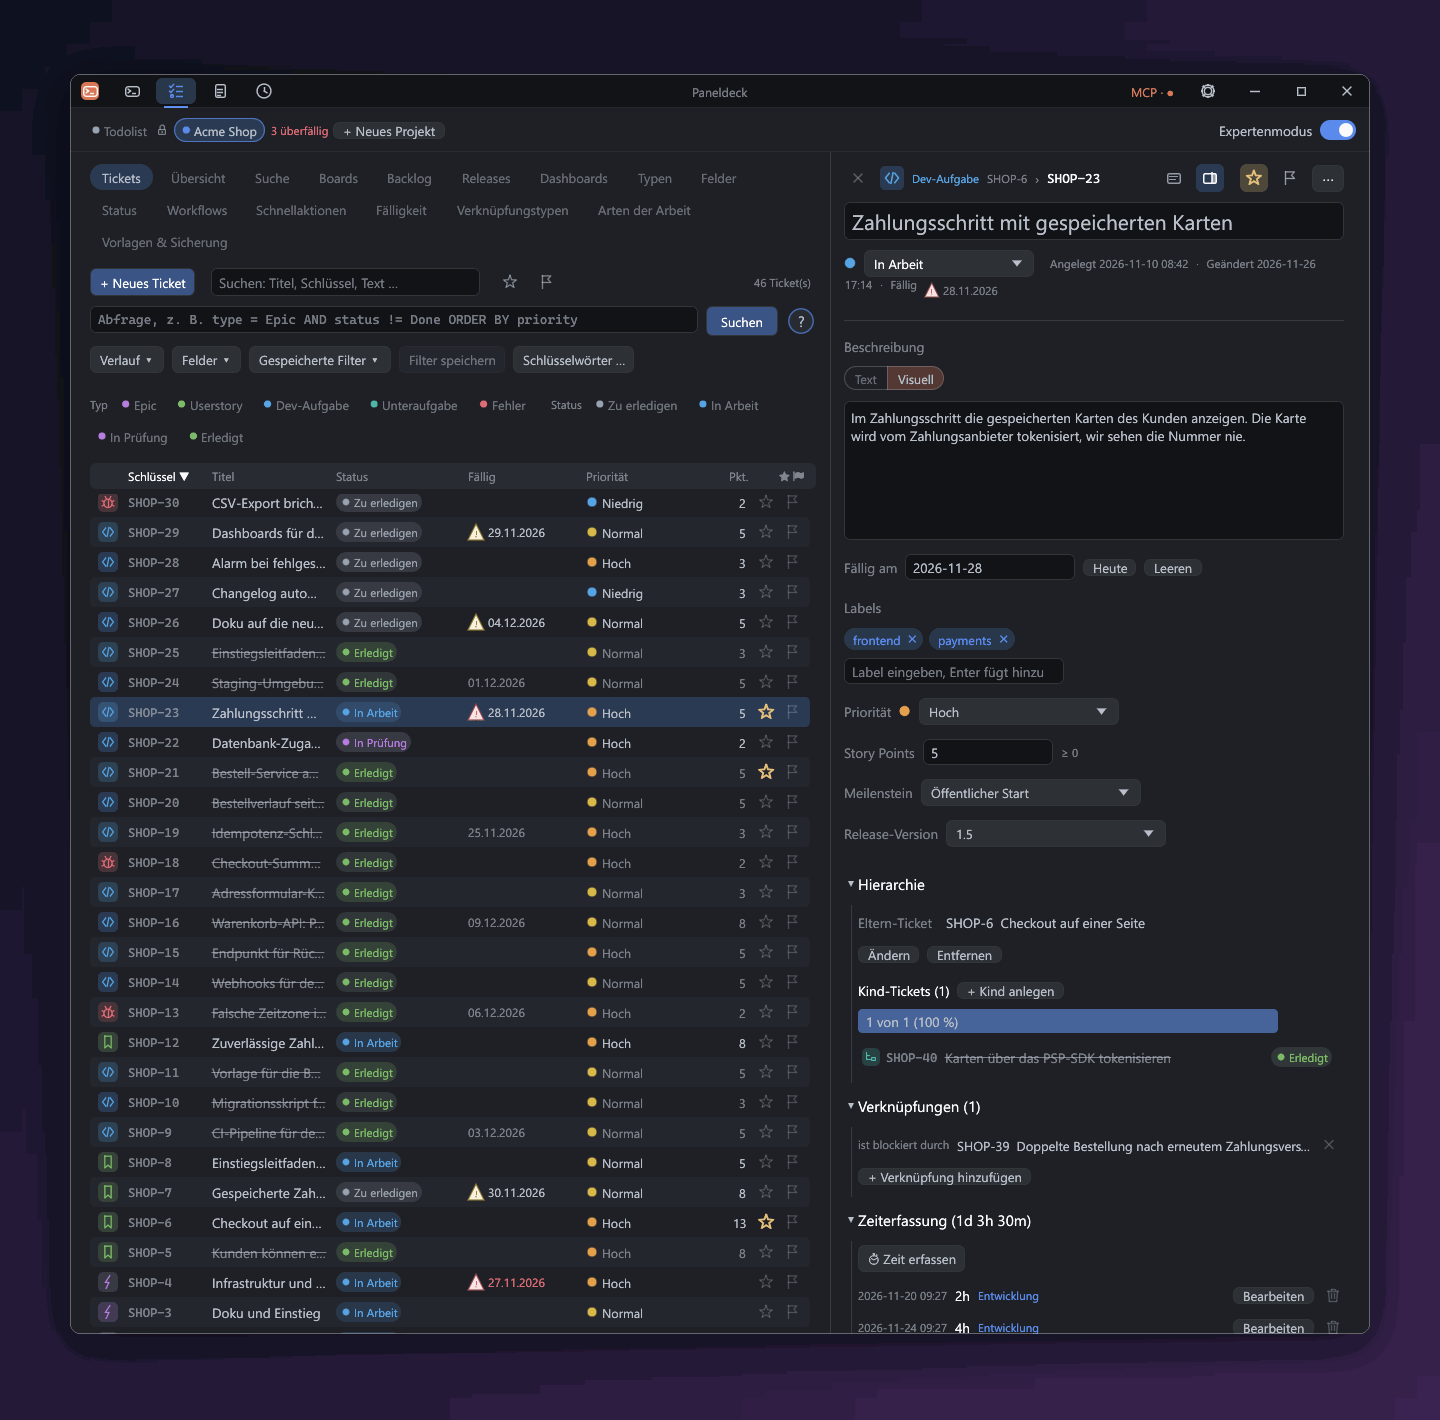 Paneldeck
MCP ·
Todolist
Acme Shop
3 überfällig
+ Neues Projekt
Expertenmodus
Tickets
Übersicht
Suche
Boards
Backlog
Releases
Dashboards
Typen
Felder
Status
Workflows
Schnellaktionen
Fälligkeit
Verknüpfungstypen
Arten der Arbeit
Vorlagen & Sicherung
+ Neues Ticket
Suchen: Titel, Schlüssel, Text ...
46 Ticket(s)
Abfrage, z. B. type = Epic AND status != Done ORDER BY priority
Suchen
?
Verlauf
Felder
Gespeicherte Filter
Filter speichern
Schlüsselwörter ...
Typ Epic Userstory Dev-Aufgabe Unteraufgabe Fehler Status Zu erledigen In Arbeit
In Prüfung Erledigt
Schlüssel ▼ Titel Status Fällig Priorität Pkt.
SHOP-30 CSV-Export brich... Zu erledigen Niedrig 2
SHOP-29 Dashboards für d... Zu erledigen 29.11.2026 Normal 5
SHOP-28 Alarm bei fehlges... Zu erledigen Hoch 3
SHOP-27 Changelog auto... Zu erledigen Niedrig 3
SHOP-26 Doku auf die neu... Zu erledigen 04.12.2026 Normal 5
SHOP-25 Einstiegsleitfaden... Erledigt Normal 3
SHOP-24 Staging-Umgebu... Erledigt 01.12.2026 Normal 5
SHOP-23 Zahlungsschritt ... In Arbeit 28.11.2026 Hoch 5
SHOP-22 Datenbank-Zuga... In Prüfung Hoch 2
SHOP-21 Bestell-Service a... Erledigt Hoch 5
SHOP-20 Bestellverlauf seit... Erledigt Normal 5
SHOP-19 Idempotenz-Schl... Erledigt 25.11.2026 Hoch 3
SHOP-18 Checkout-Summ... Erledigt Hoch 2
SHOP-17 Adressformular-K... Erledigt Normal 3
SHOP-16 Warenkorb-API: P... Erledigt 09.12.2026 Normal 8
SHOP-15 Endpunkt für Rüc... Erledigt Hoch 5
SHOP-14 Webhooks für de... Erledigt Normal 5
SHOP-13 Falsche Zeitzone i... Erledigt 06.12.2026 Hoch 2
SHOP-12 Zuverlässige Zahl... In Arbeit Hoch 8
SHOP-11 Vorlage für die B... Erledigt Normal 5
SHOP-10 Migrationsskript f... Erledigt Normal 3
SHOP-9 CI-Pipeline für de... Erledigt 03.12.2026 Normal 5
SHOP-8 Einstiegsleitfaden... In Arbeit Normal 5
SHOP-7 Gespeicherte Zah... Zu erledigen 30.11.2026 Normal 8
SHOP-6 Checkout auf ein... In Arbeit Hoch 13
SHOP-5 Kunden können e... Erledigt Hoch 8
SHOP-4 Infrastruktur und ... In Arbeit 27.11.2026 Hoch
SHOP-3 Doku und Einstieg In Arbeit Normal
Dev-Aufgabe SHOP-6 › SHOP-23
...
Zahlungsschritt mit gespeicherten Karten
In Arbeit
Angelegt 2026-11-10 08:42 · Geändert 2026-11-26
17:14 · Fällig 28.11.2026
Beschreibung
Text Visuell
Im Zahlungsschritt die gespeicherten Karten des Kunden anzeigen. Die Karte
wird vom Zahlungsanbieter tokenisiert, wir sehen die Nummer nie.
Fällig am 2026-11-28 Heute Leeren
Labels
frontend × payments ×
Label eingeben, Enter fügt hinzu
Priorität Hoch
Story Points 5 ≥ 0
Meilenstein Öffentlicher Start
Release-Version 1.5
Hierarchie
Eltern-Ticket SHOP-6 Checkout auf einer Seite
Ändern Entfernen
Kind-Tickets (1) + Kind anlegen
1 von 1 (100 %)
SHOP-40 Karten über das PSP-SDK tokenisieren Erledigt
Verknüpfungen (1)
ist blockiert durch SHOP-39 Doppelte Bestellung nach erneutem Zahlungsvers...
+ Verknüpfung hinzufügen
Zeiterfassung (1d 3h 30m)
Zeit erfassen
2026-11-20 09:27 2h Entwicklung Bearbeiten
2026-11-24 09:27 4h Entwicklung Bearbeiten